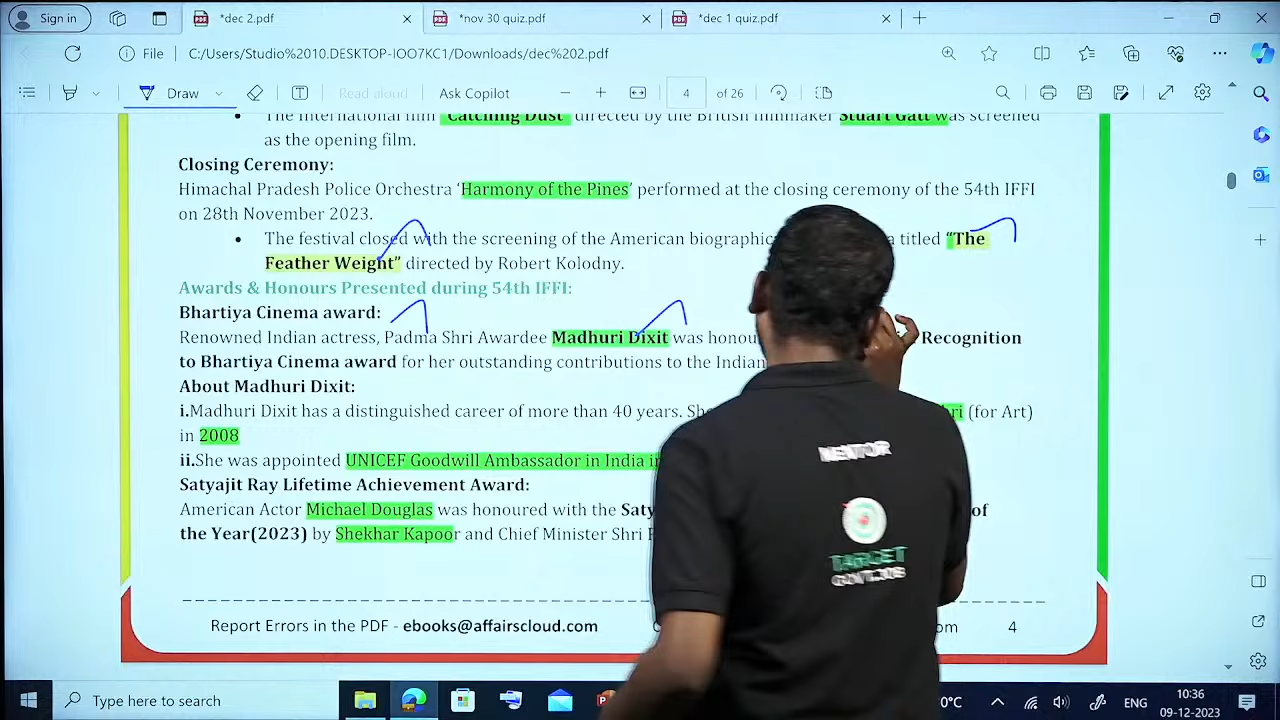 Sign in
*dec 2.pdf
*nov 30 quiz.pdf
*dec 1 quiz.pdf
File
C:/Users/Studio%2010.DESKTOP-IOO7KC1/Downloads/dec%202.pdf
Draw
Read aloud
Ask Copilot
4
of 26
The International film "Catching Dust" directed by the British filmmaker Stuart Gatt was screened
as the opening film.
Closing Ceremony:
Himachal Pradesh Police Orchestra ‘Harmony of the Pines’ performed at the closing ceremony of the 54th IFFI
on 28th November 2023.
The festival closed with the screening of the American biographica titled “The
Feather Weight” directed by Robert Kolodny.
Awards & Honours Presented during 54th IFFI:
Bhartiya Cinema award:
Renowned Indian actress, Padma Shri Awardee Madhuri Dixit was honou Recognition
to Bhartiya Cinema award for her outstanding contributions to the Indian
About Madhuri Dixit:
i.Madhuri Dixit has a distinguished career of more than 40 years. She ri (for Art)
in 2008
ii.She was appointed UNICEF Goodwill Ambassador in India i
Satyajit Ray Lifetime Achievement Award:
American Actor Michael Douglas was honoured with the Saty of
the Year(2023) by Shekhar Kapoor and Chief Minister Shri
Report Errors in the PDF - ebooks@affairscloud.com om 4
MENTOR
TARGET
GOVT JOBS
Type here to search
0°C
ENG
10:36
09-12-2023